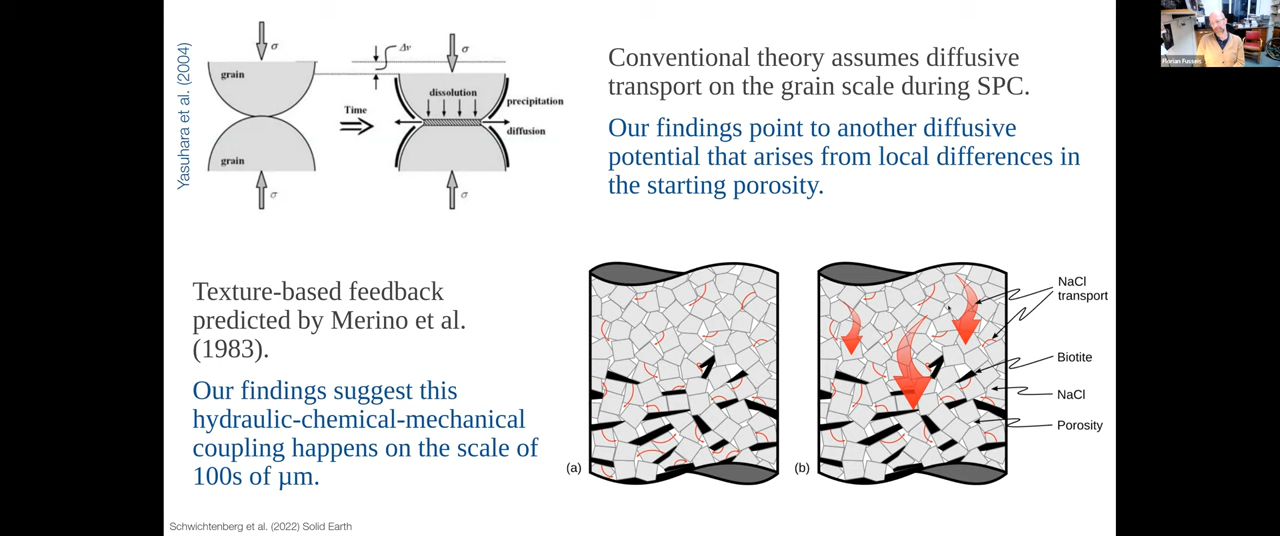 Yasuhara et al. (2004)
σ
Δv
σ
grain
grain
Time
dissolution
precipitation
diffusion
σ
σ
Conventional theory assumes diffusive
transport on the grain scale during SPC.
Our findings point to another diffusive
potential that arises from local differences in
the starting porosity.
Florian Fusseis
Texture-based feedback
predicted by Merino et al.
(1983).
Our findings suggest this
hydraulic-chemical-mechanical
coupling happens on the scale of
100s of µm.
(a)
(b)
NaCl
transport
Biotite
NaCl
Porosity
Schwichtenberg et al. (2022) Solid Earth